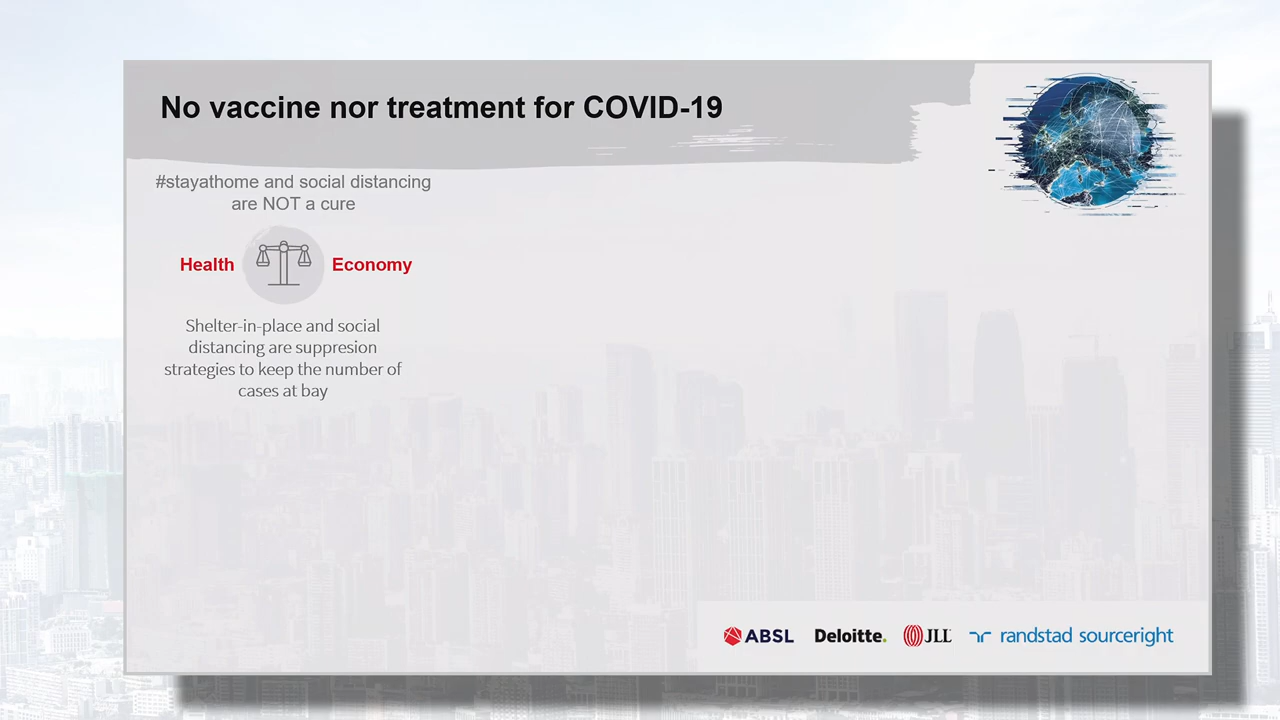 No vaccine nor treatment for COVID-19
#stayathome and social distancing
are NOT a cure
Health
Economy
Shelter-in-place and social
distancing are suppresion
strategies to keep the number of
cases at bay
ABSL
Deloitte.
JLL
randstad sourceright